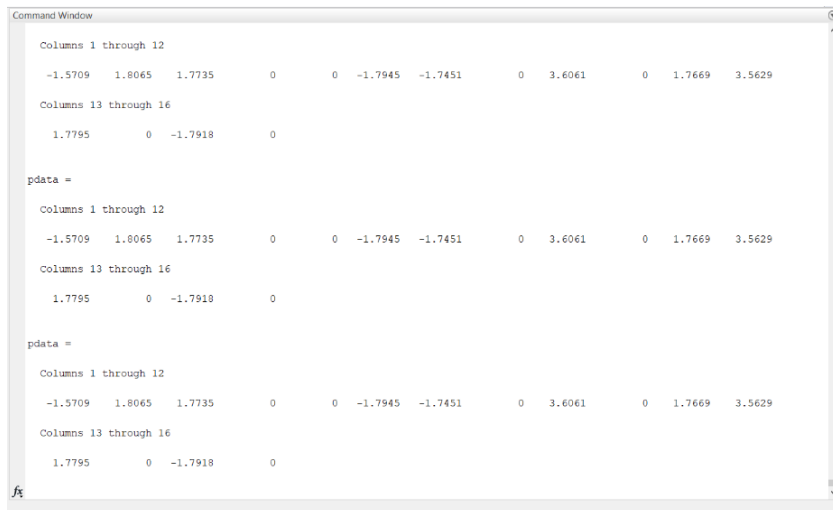 Command Window
Columns 1 through 12
-1.5709 1.8065 1.7735 0 0 -1.7945 -1.7451 0 3.6061 0 1.7669 3.5629
Columns 13 through 16
1.7795 0 -1.7918 0
pdata =
Columns 1 through 12
-1.5709 1.8065 1.7735 0 0 -1.7945 -1.7451 0 3.6061 0 1.7669 3.5629
Columns 13 through 16
1.7795 0 -1.7918 0
pdata =
Columns 1 through 12
-1.5709 1.8065 1.7735 0 0 -1.7945 -1.7451 0 3.6061 0 1.7669 3.5629
Columns 13 through 16
1.7795 0 -1.7918 0
fx